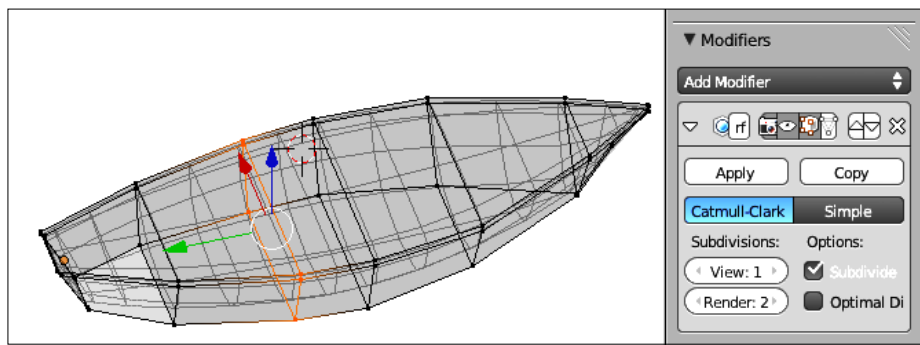 Modifiers
Add Modifier
rf
Apply Copy
Catmull-Clark Simple
Subdivisions: Options:
View: 1 Subdivide
Render: 2 Optimal Di